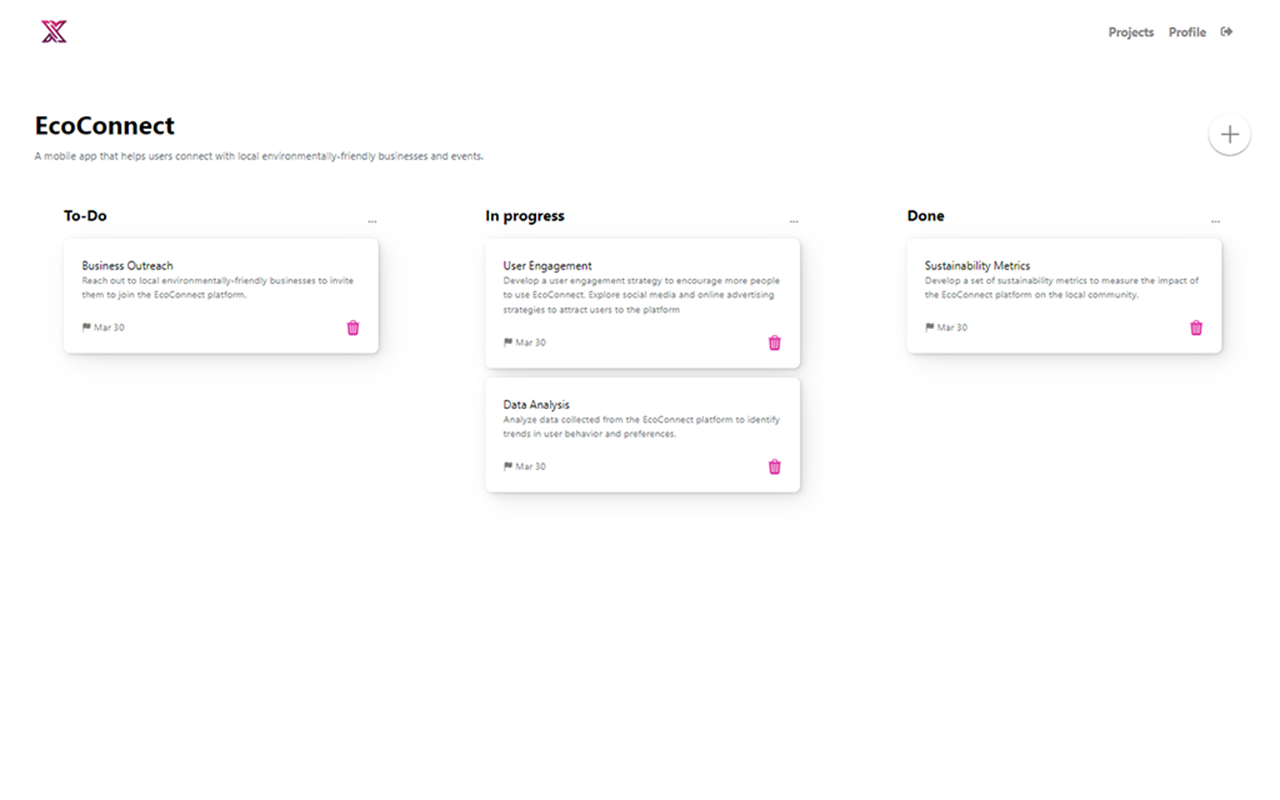 Projects Profile
EcoConnect
A mobile app that helps users connect with local environmentally-friendly businesses and events.
To-Do
...
Business Outreach
Reach out to local environmentally-friendly businesses to invite
them to join the EcoConnect platform.
Mar 30
In progress
...
User Engagement
Develop a user engagement strategy to encourage more people
to use EcoConnect. Explore social media and online advertising
strategies to attract users to the platform
Mar 30
Data Analysis
Analyze data collected from the EcoConnect platform to identify
trends in user behavior and preferences.
Mar 30
Done
...
Sustainability Metrics
Develop a set of sustainability metrics to measure the impact of
the EcoConnect platform on the local community.
Mar 30